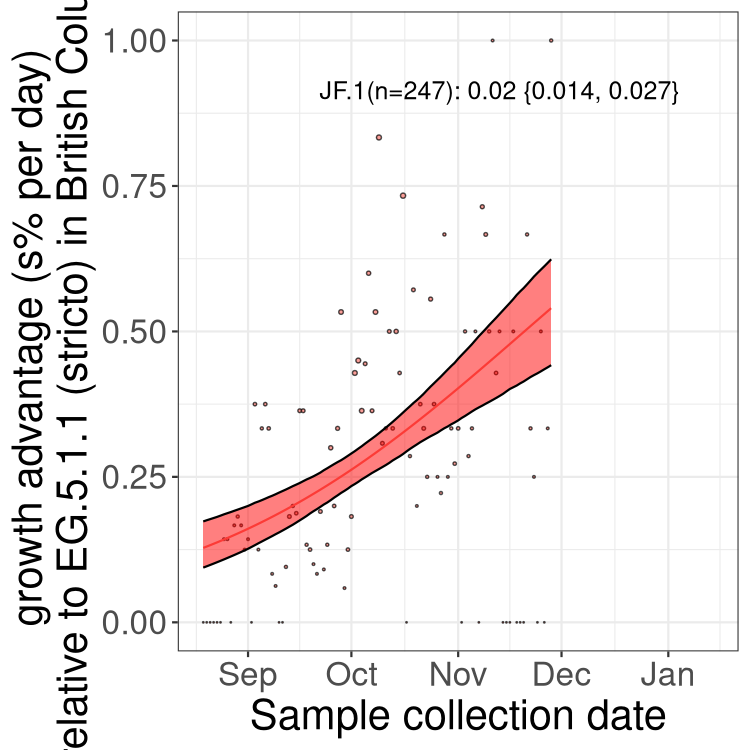 growth advantage (s% per day)
relative to EG.5.1.1 (stricto) in British Colu
1.00
0.75
0.50
0.25
0.00
JF.1(n=247): 0.02 {0.014, 0.027}
Sep Oct Nov Dec Jan
Sample collection date